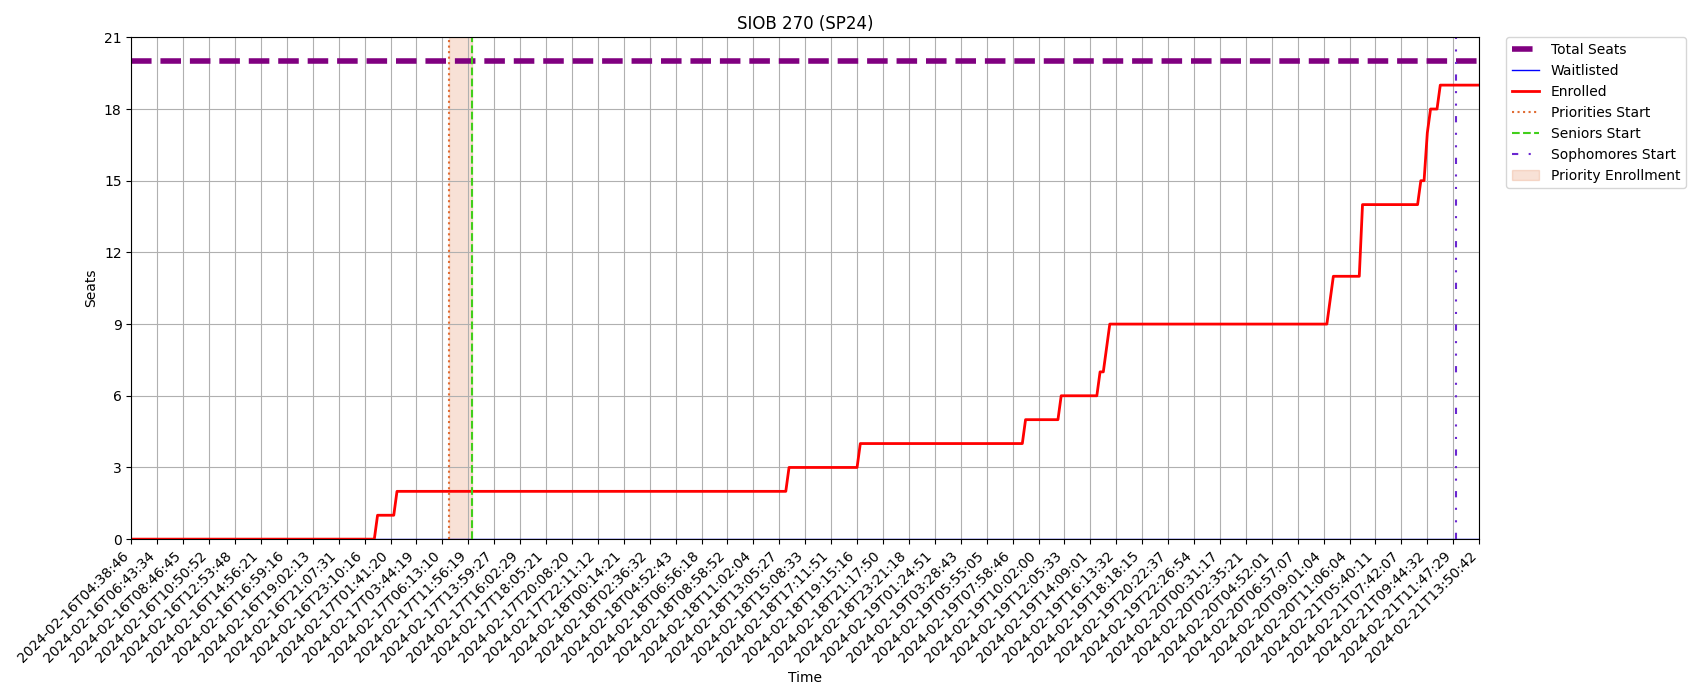 SIOB 270 (SP24)
21
18
15
12
9
6
3
0
Seats
Total Seats
Waitlisted
Enrolled
Priorities Start
Seniors Start
Sophomores Start
Priority Enrollment
2024-02-16T04:38:46
2024-02-16T06:43:34
2024-02-16T08:46:45
2024-02-16T10:50:52
2024-02-16T12:53:48
2024-02-16T14:56:21
2024-02-16T16:59:16
2024-02-16T19:02:13
2024-02-16T21:07:31
2024-02-16T23:10:16
2024-02-17T01:41:20
2024-02-17T03:44:19
2024-02-17T06:13:10
2024-02-17T11:56:19
2024-02-17T13:59:27
2024-02-17T16:02:29
2024-02-17T18:05:21
2024-02-17T20:08:20
2024-02-17T22:11:12
2024-02-18T00:14:21
2024-02-18T02:36:32
2024-02-18T04:52:43
2024-02-18T06:56:18
2024-02-18T08:58:52
2024-02-18T11:02:04
2024-02-18T13:05:27
2024-02-18T15:08:33
2024-02-18T17:11:51
2024-02-18T19:15:16
2024-02-18T21:17:50
2024-02-18T23:21:18
2024-02-19T01:24:51
2024-02-19T03:28:43
2024-02-19T05:55:05
2024-02-19T07:58:46
2024-02-19T10:02:00
2024-02-19T12:05:33
2024-02-19T14:09:01
2024-02-19T16:13:32
2024-02-19T18:18:15
2024-02-19T20:22:37
2024-02-19T22:26:54
2024-02-20T00:31:17
2024-02-20T02:35:21
2024-02-20T04:52:01
2024-02-20T06:57:07
2024-02-20T09:01:04
2024-02-20T11:06:04
2024-02-21T05:40:11
2024-02-21T07:42:07
2024-02-21T09:44:32
2024-02-21T11:47:29
2024-02-21T13:50:42
Time